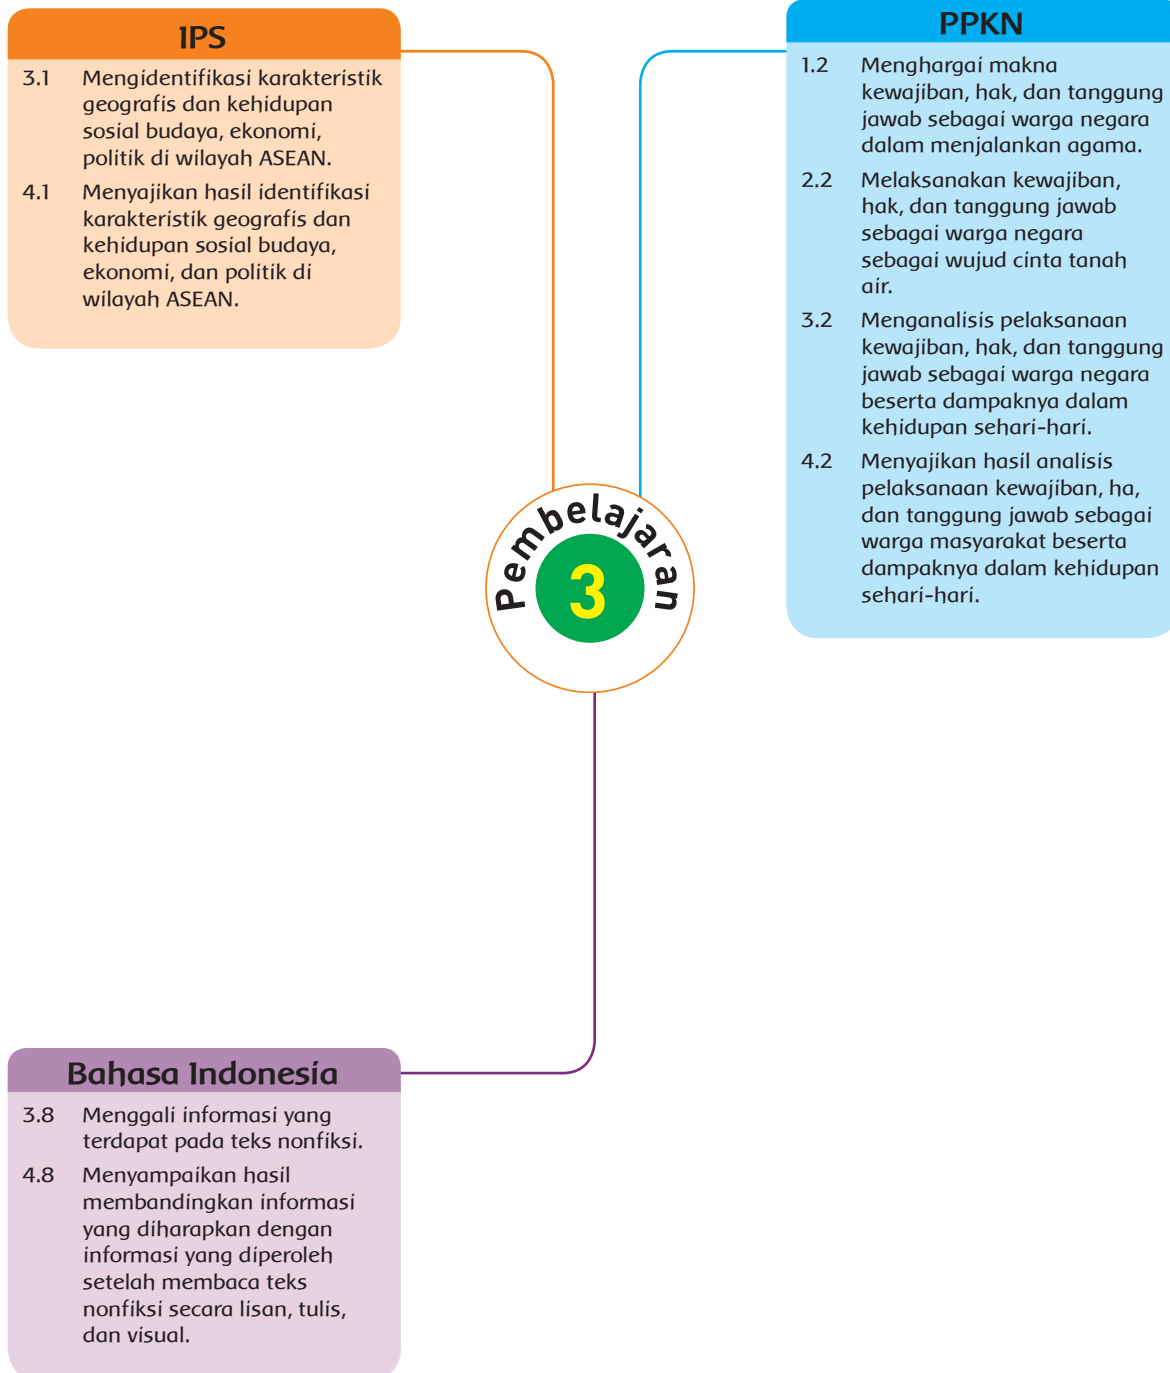 IPS
3.1 Mengidentifikasi karakteristik
geografis dan kehidupan
sosial budaya, ekonomi,
politik di wilayah ASEAN.
4.1 Menyajikan hasil identifikasi
karakteristik geografis dan
kehidupan sosial budaya,
ekonomi, dan politik di
wilayah ASEAN.
PPKN
1.2 Menghargai makna
kewajiban, hak, dan tanggung
jawab sebagai warga negara
dalam menjalankan agama.
2.2 Melaksanakan kewajiban,
hak, dan tanggung jawab
sebagai warga negara
sebagai wujud cinta tanah
air.
3.2 Menganalisis pelaksanaan
kewajiban, hak, dan tanggung
jawab sebagai warga negara
beserta dampaknya dalam
kehidupan sehari-hari.
4.2 Menyajikan hasil analisis
pelaksanaan kewajiban, ha,
dan tanggung jawab sebagai
warga masyarakat beserta
dampaknya dalam kehidupan
sehari-hari.
Pembelajaran
3
Bahasa Indonesia
3.8 Menggali informasi yang
terdapat pada teks nonfiksi.
4.8 Menyampaikan hasil
membandingkan informasi
yang diharapkan dengan
informasi yang diperoleh
setelah membaca teks
nonfiksi secara lisan, tulis,
dan visual.